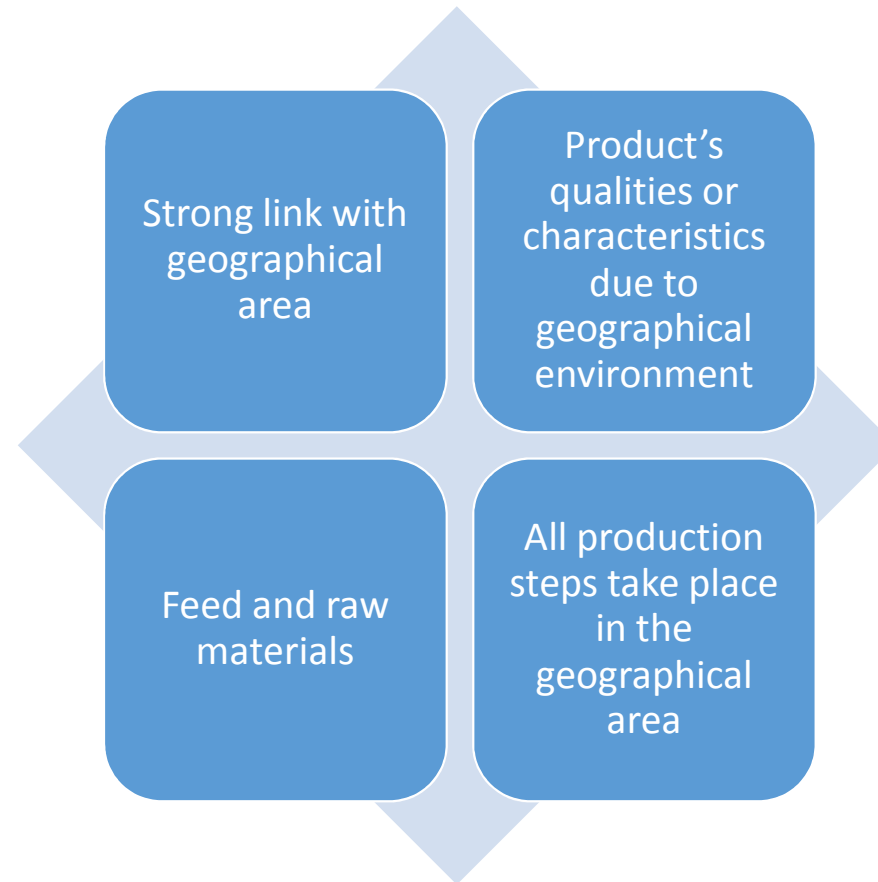 Strong link with
geographical
area
Product’s
qualities or
characteristics
due to
geographical
environment
Feed and raw
materials
All production
steps take place
in the
geographical
area